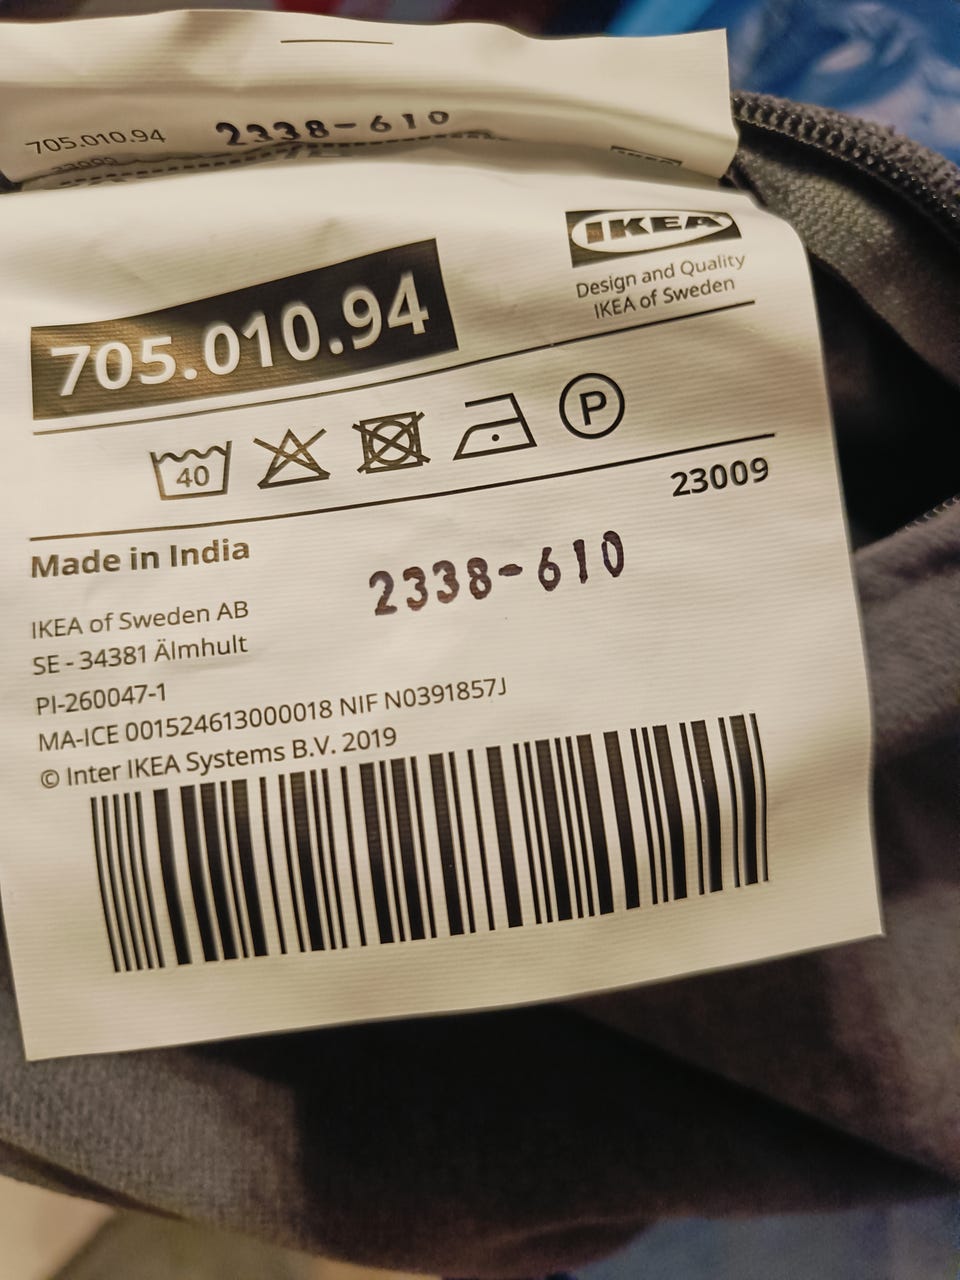 705.010.94 2338-610
23009
IKEA
705.010.94
IKEA
Design and Quality
IKEA of Sweden
40
P
23009
Made in India
2338-610
IKEA of Sweden AB
SE - 34381 Älmhult
PI-260047-1
MA-ICE 001524613000018 NIF N0391857J
© Inter IKEA Systems B.V. 2019